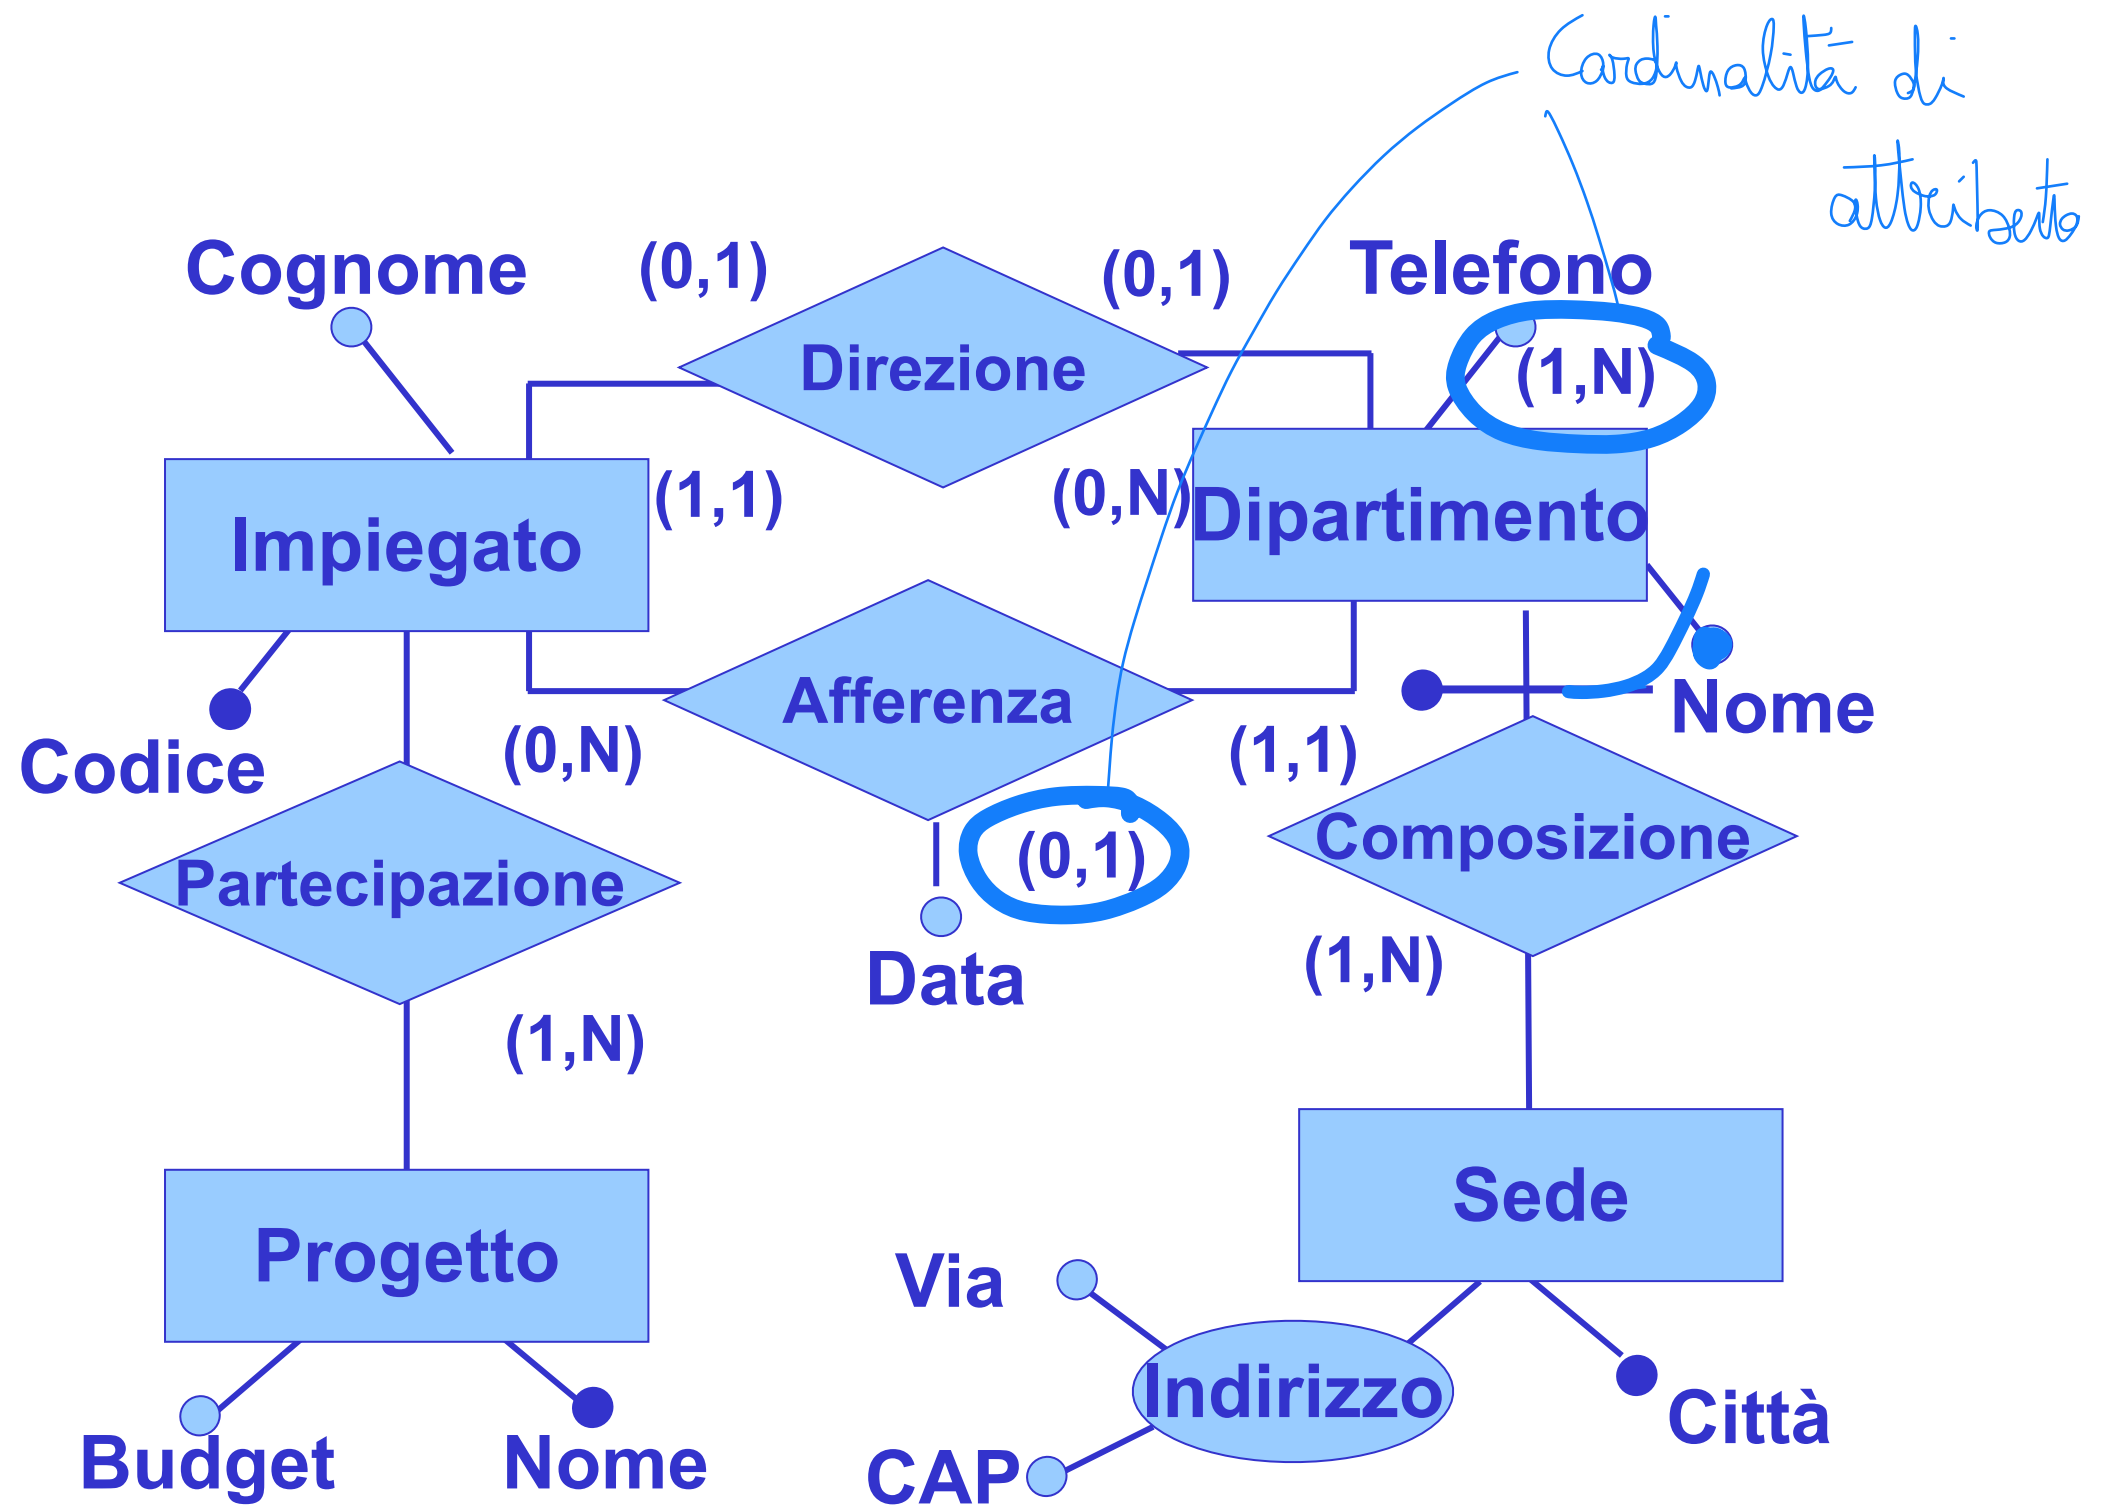 Cardinalità di
attributo
Cognome
(0,1)
(0,1)
Telefono
Direzione
(1,N)
(1,1)
(0,N)
Impiegato
Dipartimento
Afferenza
Nome
Codice
(0,N)
(1,1)
(0,1)
Composizione
Partecipazione
Data
(1,N)
(1,N)
Sede
Progetto
Via
Indirizzo
Città
Budget
Nome
CAP